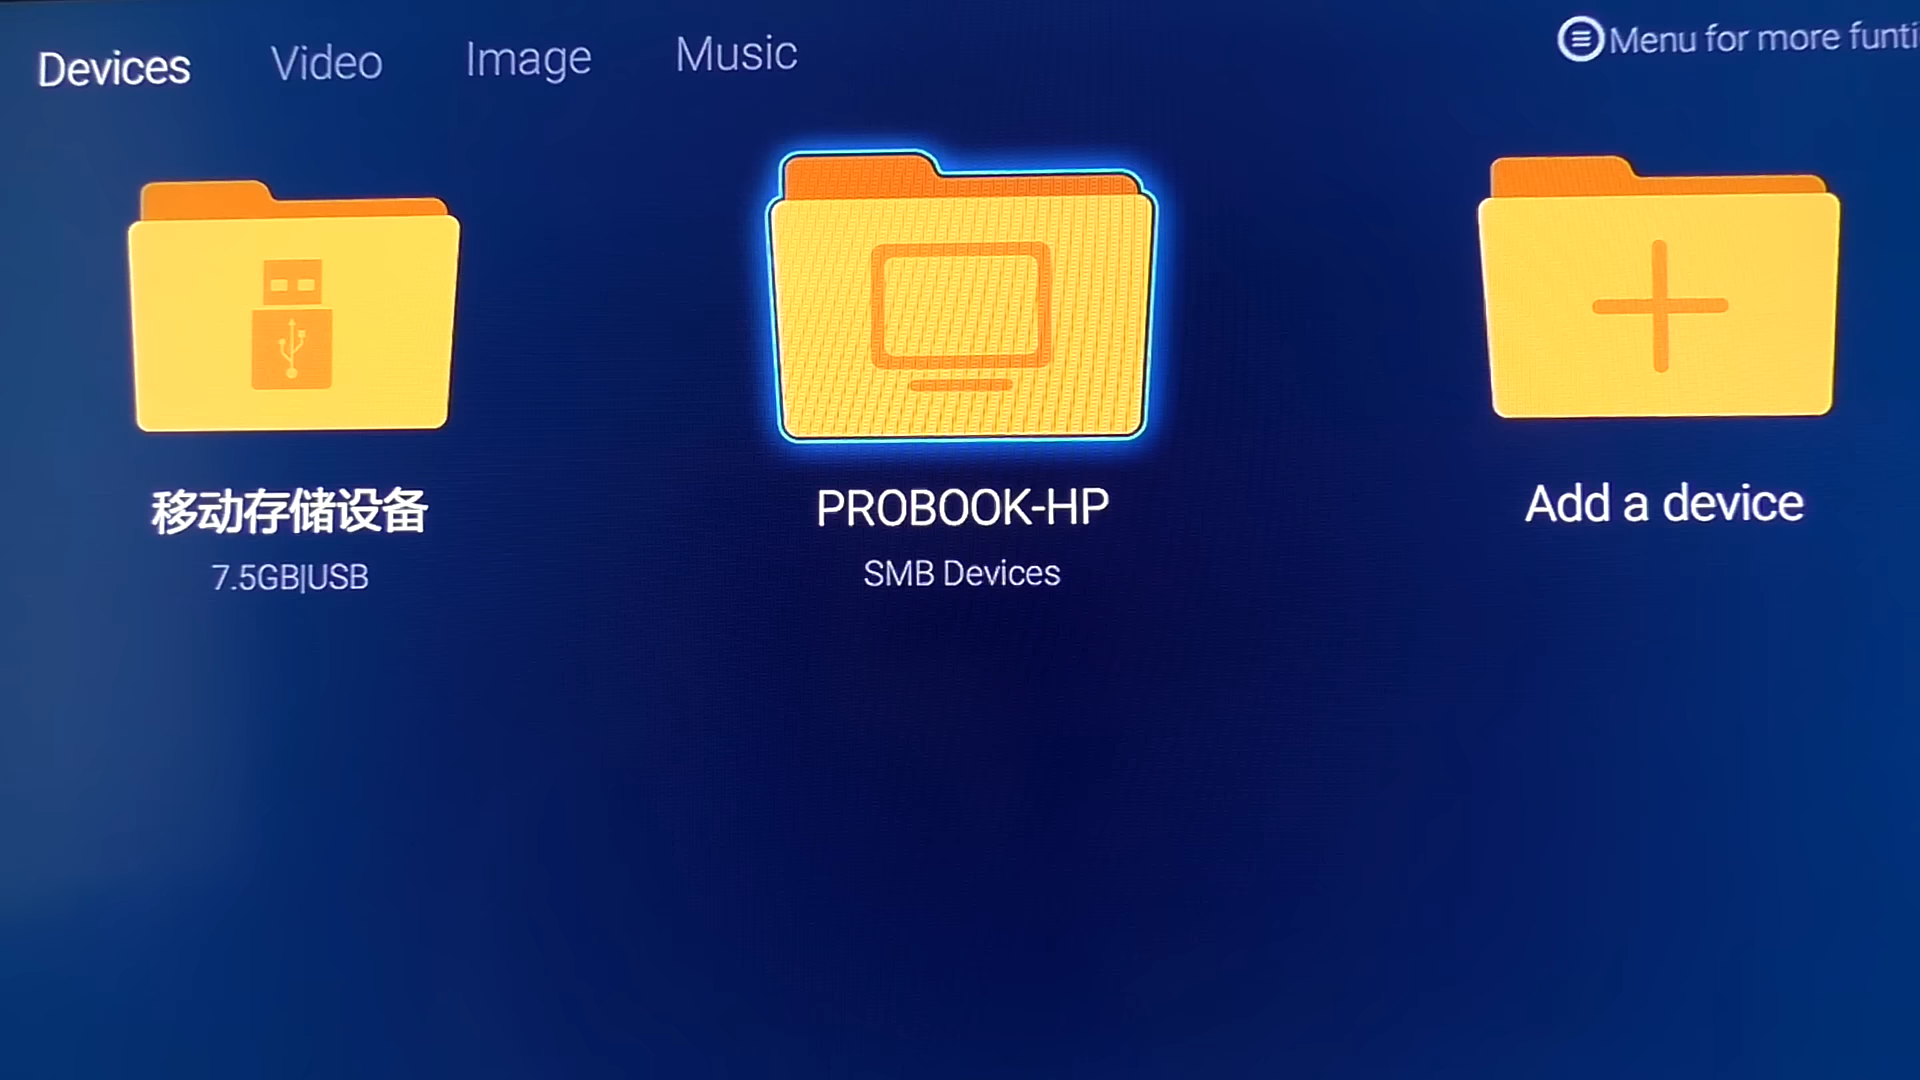 Devices
Video
Image
Music
Menu for more funti
移动存储设备
7.5GB|USB
PROBOOK-HP
SMB Devices
Add a device